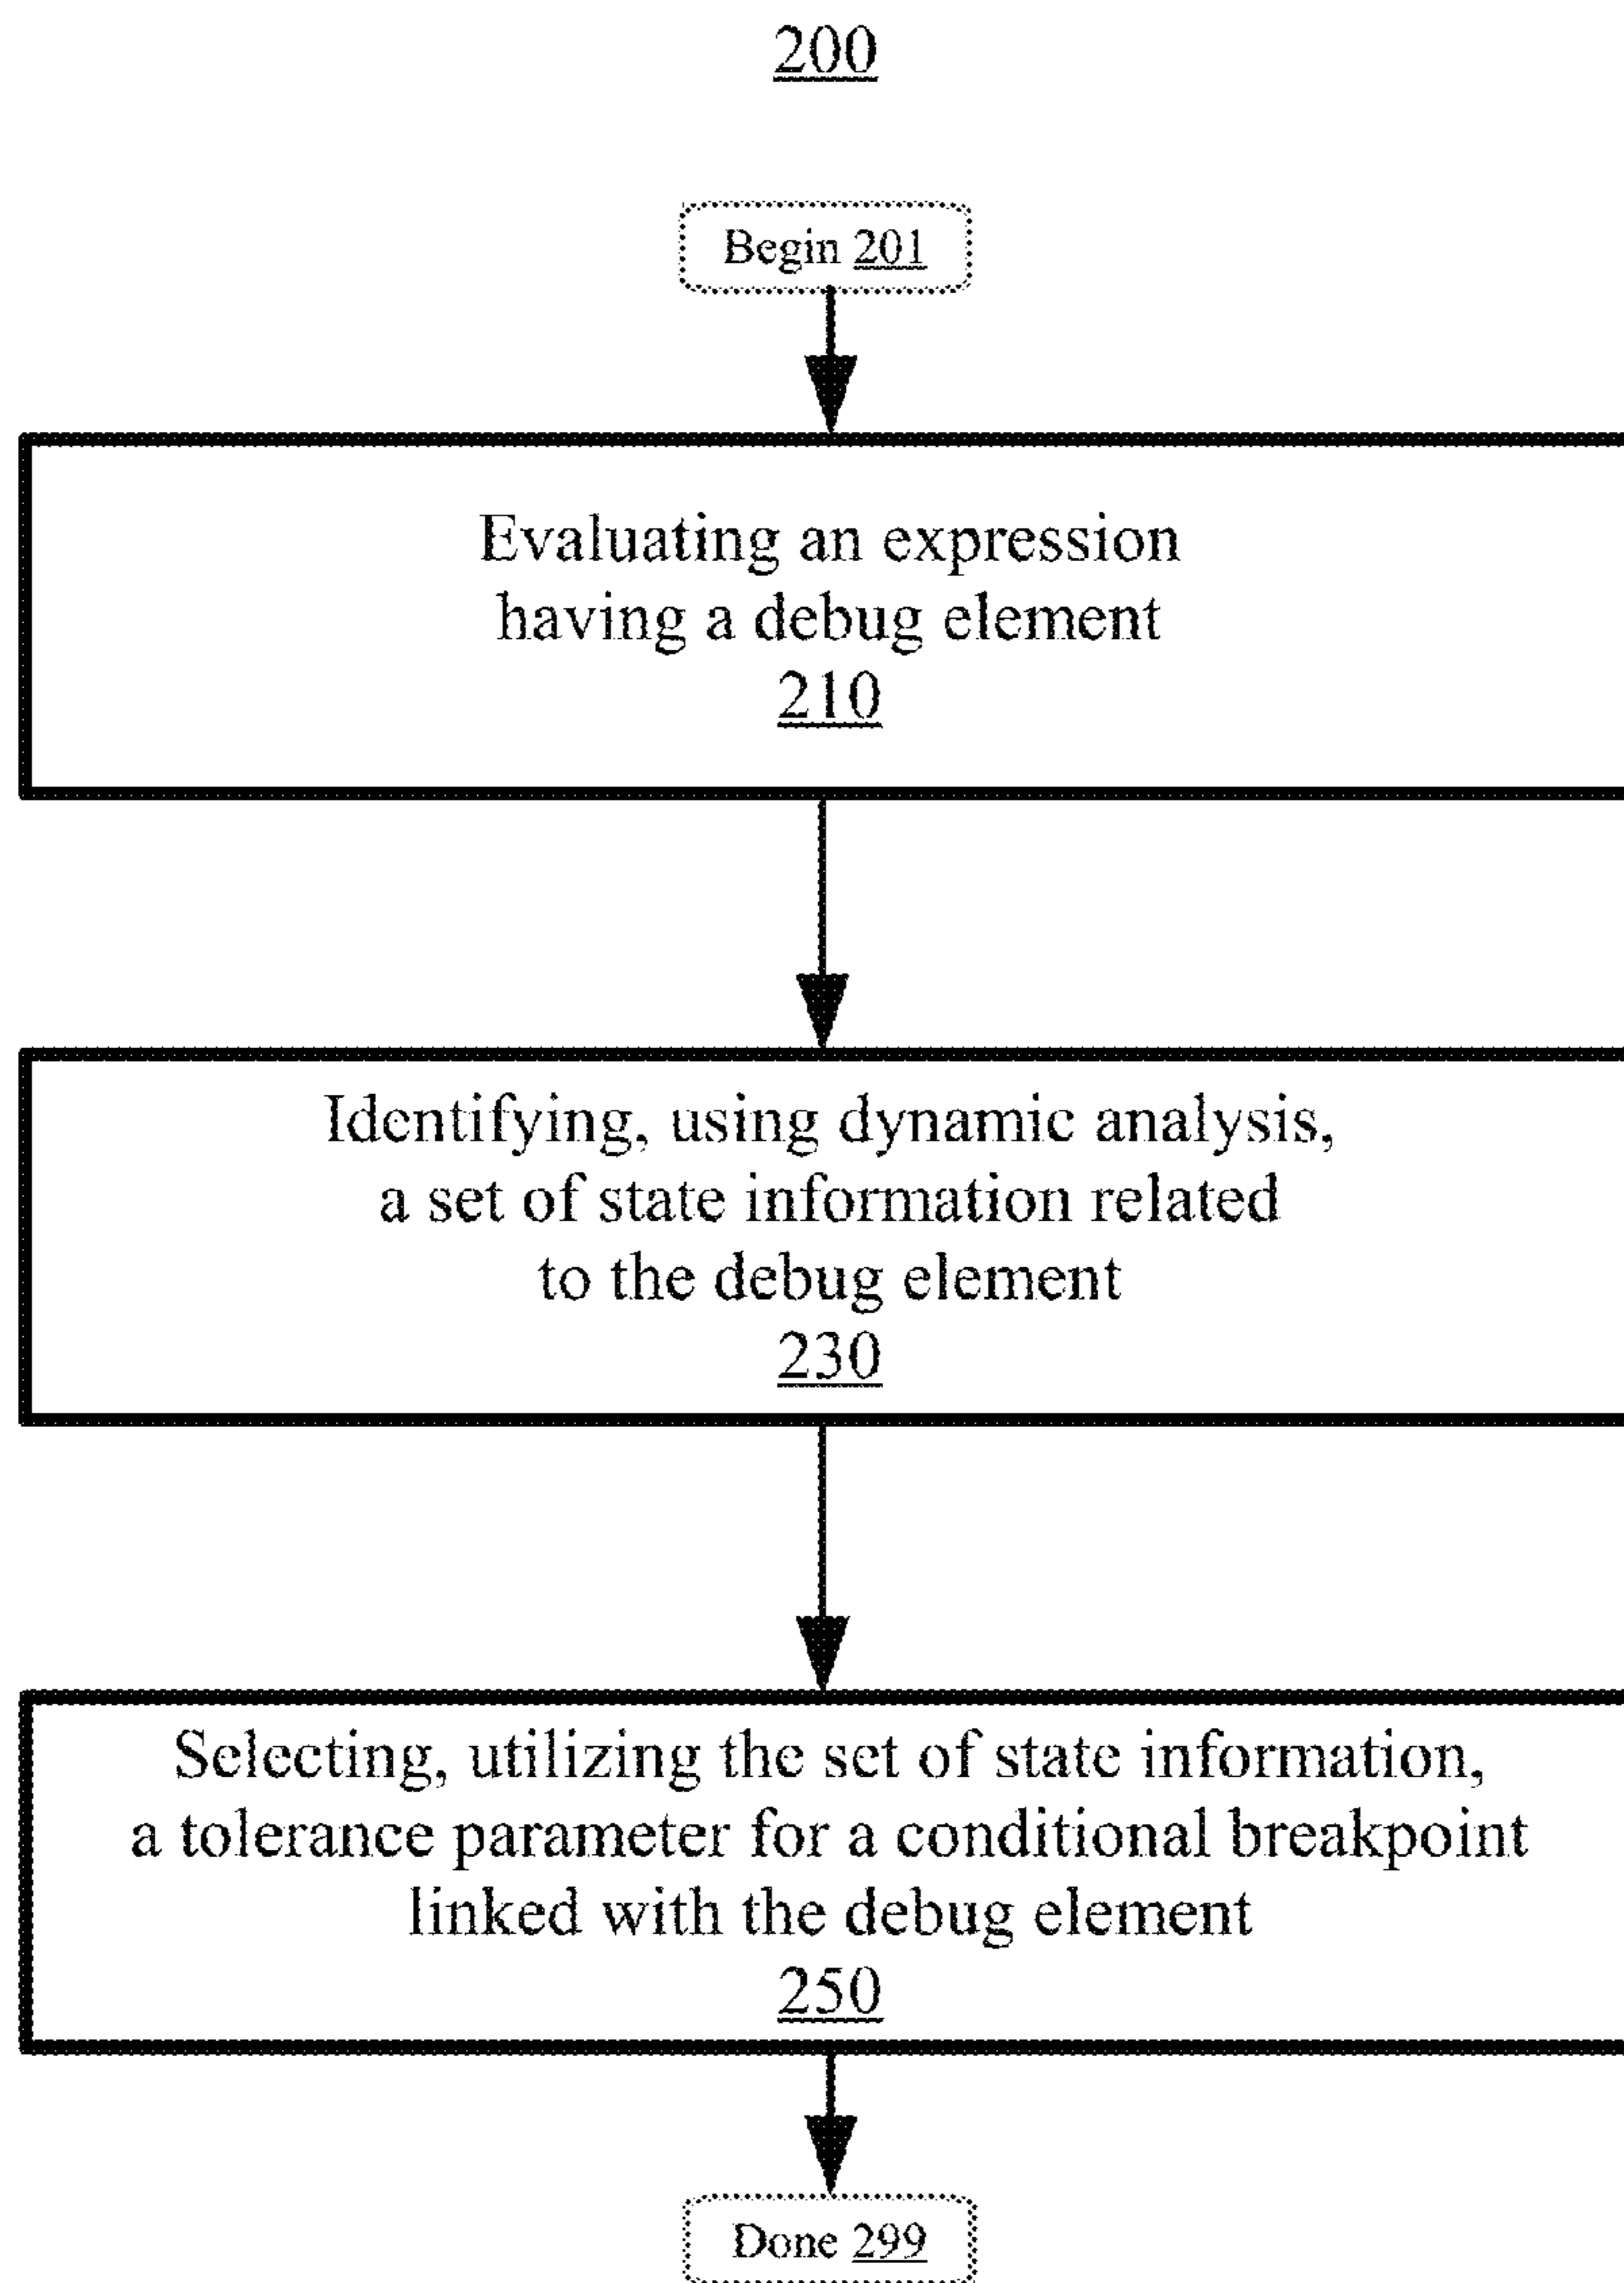 200
Begin 201
Evaluating an expression
having a debug element
210
Identifying, using dynamic analysis,
a set of state information related
to the debug element
230
Selecting, utilizing the set of state information,
a tolerance parameter for a conditional breakpoint
linked with the debug element
250
Done 299